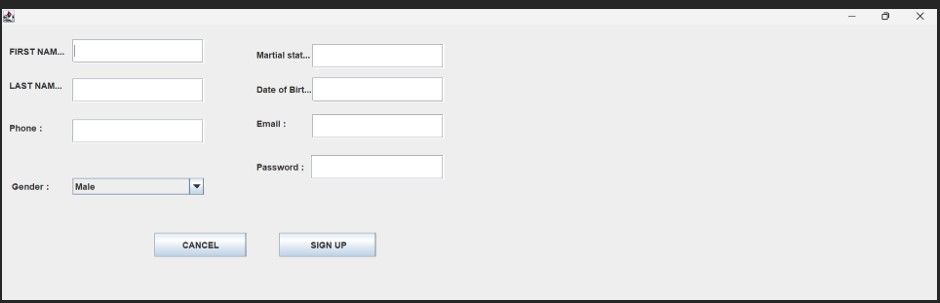 FIRST NAM...
LAST NAM...
Phone :
Gender :
Male
Martial stat...
Date of Birt...
Email :
Password :
CANCEL
SIGN UP